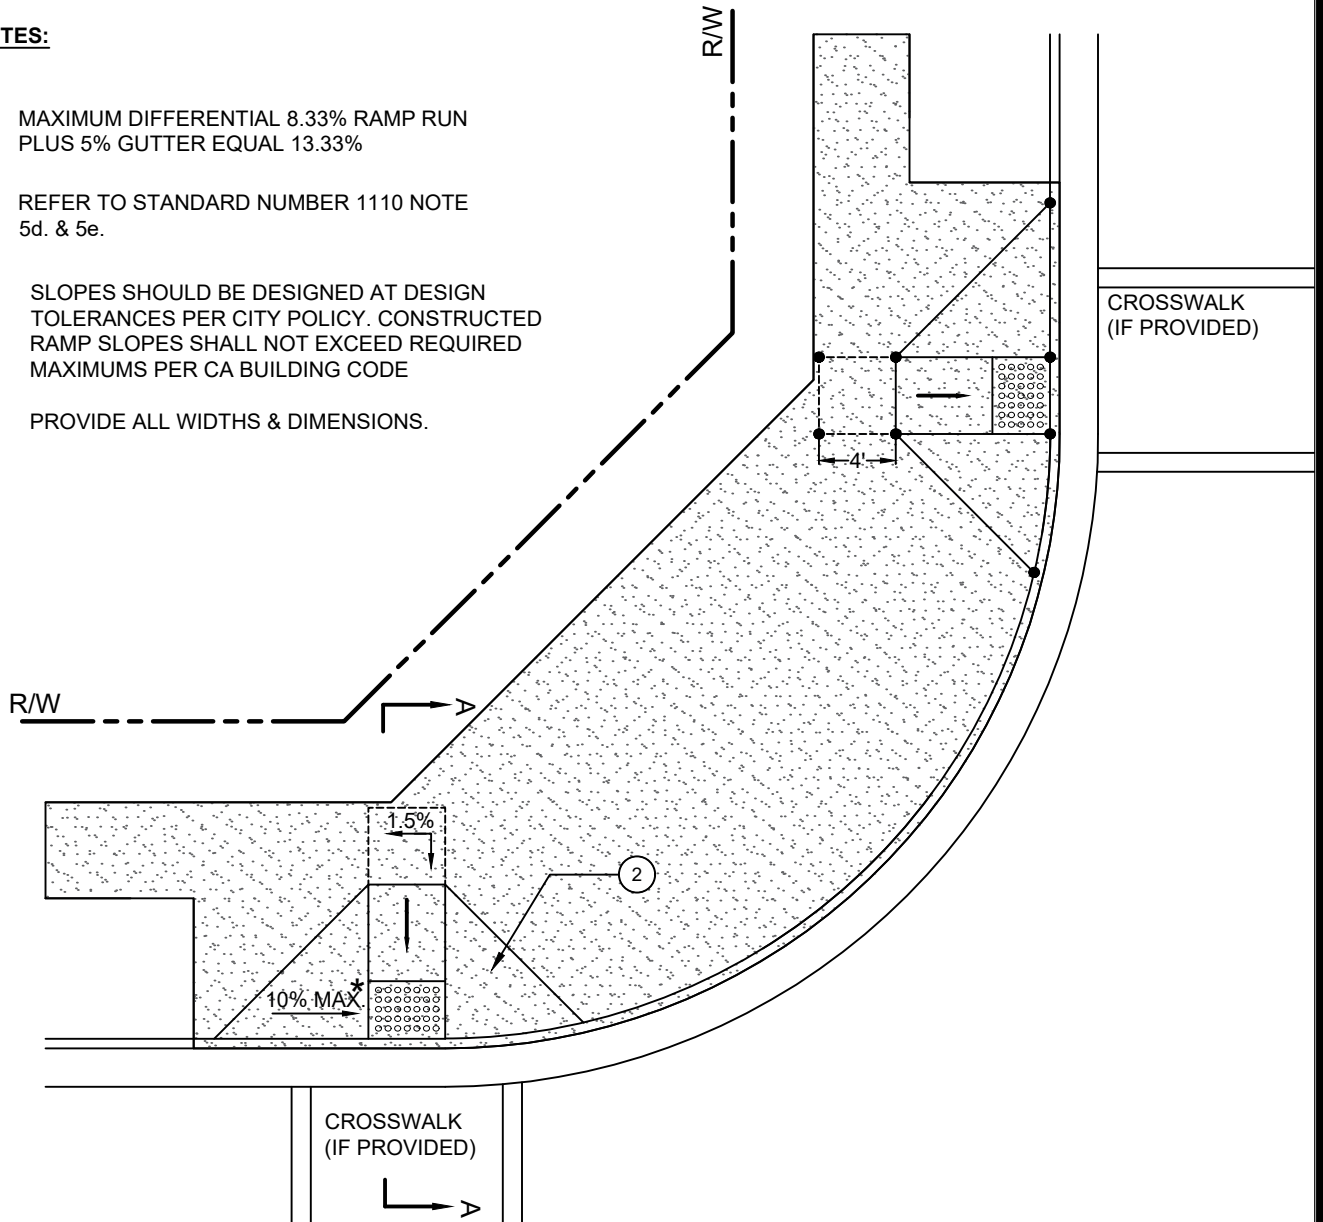 TES:
R/W
MAXIMUM DIFFERENTIAL 8.33% RAMP RUN
PLUS 5% GUTTER EQUAL 13.33%
REFER TO STANDARD NUMBER 1110 NOTE
5d. & 5e.
SLOPES SHOULD BE DESIGNED AT DESIGN
TOLERANCES PER CITY POLICY. CONSTRUCTED
RAMP SLOPES SHALL NOT EXCEED REQUIRED
MAXIMUMS PER CA BUILDING CODE
PROVIDE ALL WIDTHS & DIMENSIONS.
CROSSWALK
(IF PROVIDED)
4'
R/W
A
1.5%
2
10% MAX.*
CROSSWALK
(IF PROVIDED)
A